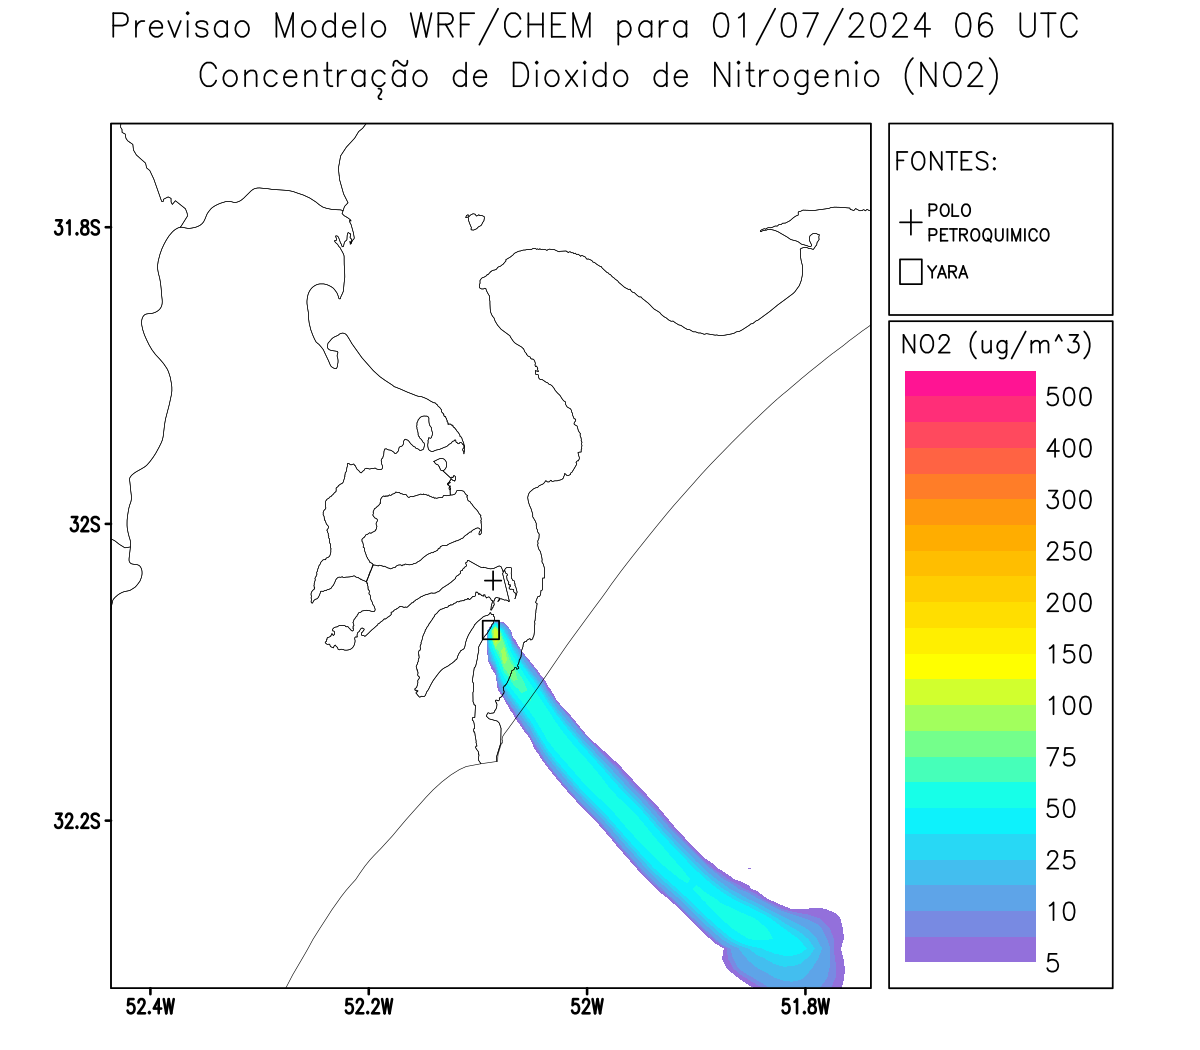 Previsao Modelo WRF/CHEM para 01/07/2024 06 UTC
Concentração de Dioxido de Nitrogenio (NO2)
FONTES:
POLO
PETROQUIMICO
YARA
NO2 (ug/m^3)
500
400
300
250
200
150
100
75
50
25
10
5
31.8S
32S
32.2S
52.4W
52.2W
52W
51.8W